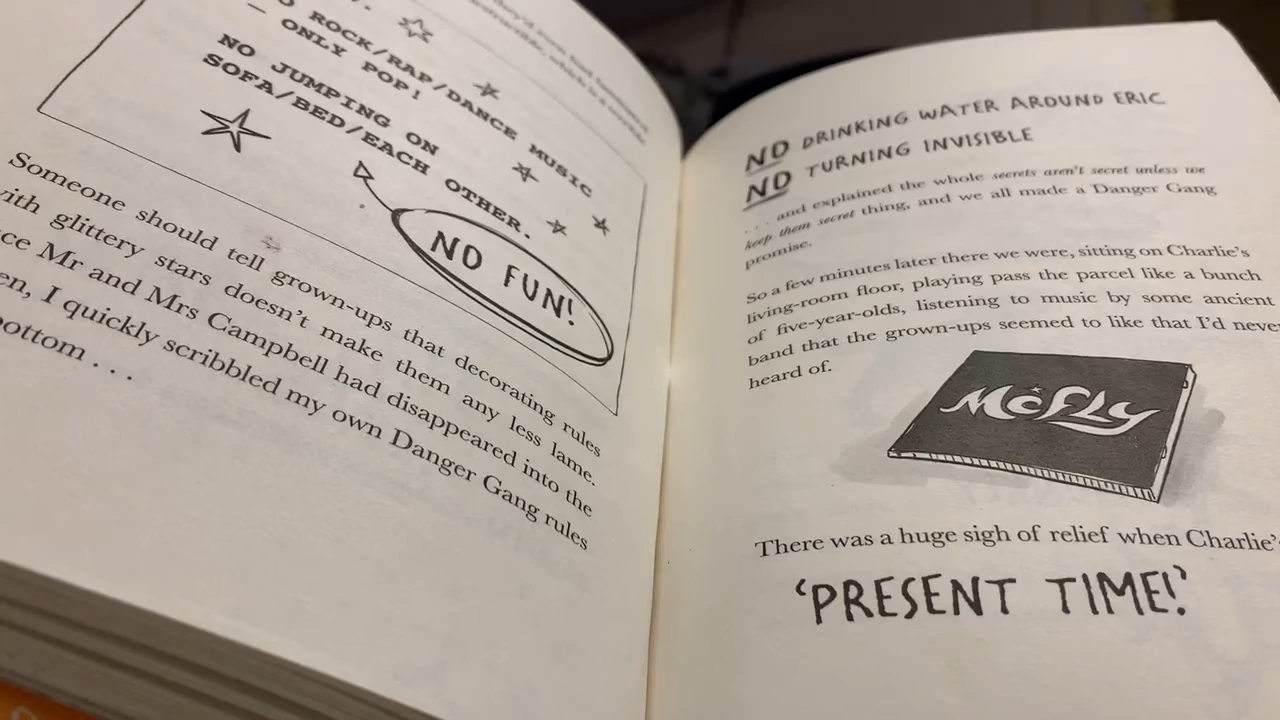 ROCK/RAP/DANCE MUSIC
– ONLY POP!
NO JUMPING ON
SOFA/BED/EACH OTHER.
NO FUN!
Someone should tell grown-ups that decorating rules
with glittery stars doesn't make them any less lame.
Mr and Mrs Campbell had disappeared into the
I quickly scribbled my own Danger Gang rules
bottom . . .
NO DRINKING WATER AROUND ERIC
NO TURNING INVISIBLE
. . . and explained the whole secrets aren't secret unless we
keep them secret thing, and we all made a Danger Gang
promise.
So a few minutes later there we were, sitting on Charlie's
living-room floor, playing pass the parcel like a bunch
of five-year-olds, listening to music by some ancient
band that the grown-ups seemed to like that I'd never
heard of.
McFLY
There was a huge sigh of relief when Charlie'
'PRESENT TIME!'